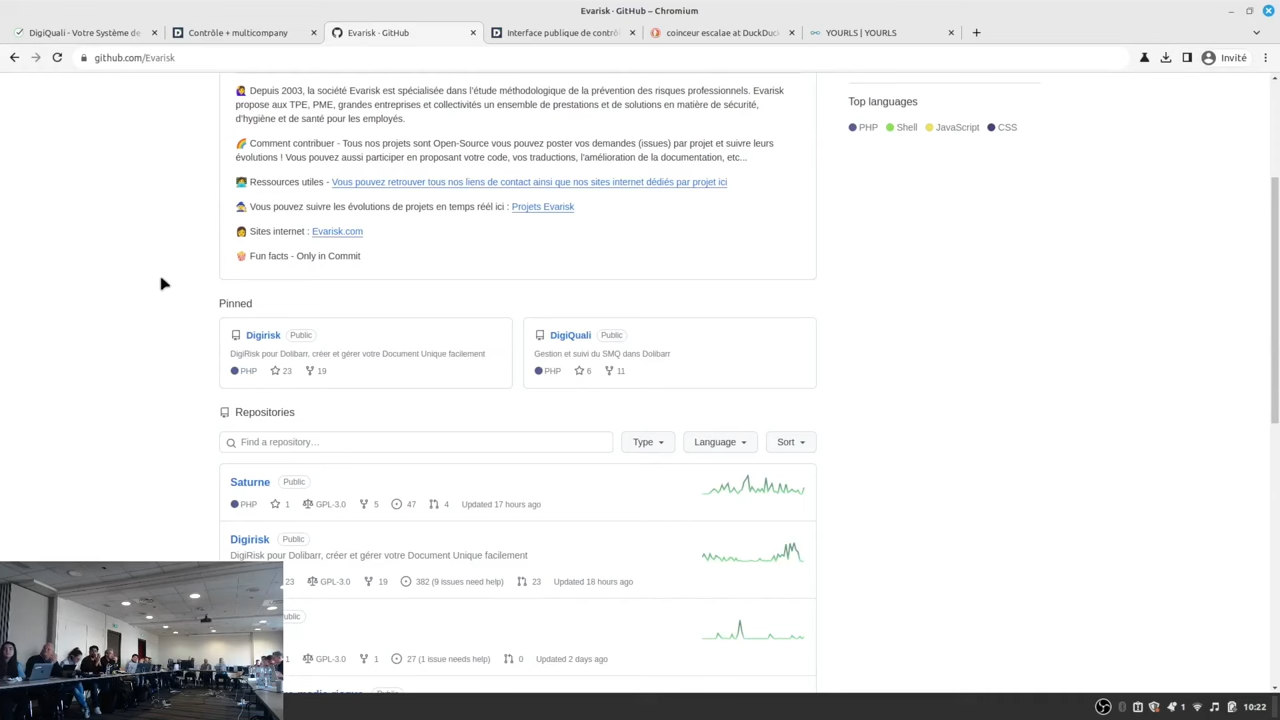 Evarisk · GitHub – Chromium
DigiQuali - Votre Système de
Contrôle + multicompany
Evarisk · GitHub
Interface publique de contrôl
coinceur escalae at DuckDuck
YOURLS | YOURLS
github.com/Evarisk
Invité
🙋‍♀️ Depuis 2003, la société Evarisk est spécialisée dans l'étude méthodologique de la prévention des risques professionnels. Evarisk
propose aux TPE, PME, grandes entreprises et collectivités un ensemble de prestations et de solutions en matière de sécurité,
d'hygiène et de santé pour les employés.
🌈 Comment contribuer - Tous nos projets sont Open-Source vous pouvez poster vos demandes (issues) par projet et suivre leurs
évolutions ! Vous pouvez aussi participer en proposant votre code, vos traductions, l'amélioration de la documentation, etc...
👩‍💻 Ressources utiles - Vous pouvez retrouver tous nos liens de contact ainsi que nos sites internet dédiés par projet ici
🧙 Vous pouvez suivre les évolutions de projets en temps réél ici : Projets Evarisk
👩 Sites internet : Evarisk.com
🍿 Fun facts - Only in Commit
Top languages
PHP Shell JavaScript CSS
Pinned
Digirisk Public
DigiRisk pour Dolibarr, créer et gérer votre Document Unique facilement
PHP 23 19
DigiQuali Public
Gestion et suivi du SMQ dans Dolibarr
PHP 6 11
Repositories
Find a repository…
Type
Language
Sort
Saturne Public
PHP 1 GPL-3.0 5 47 4 Updated 17 hours ago
Digirisk Public
DigiRisk pour Dolibarr, créer et gérer votre Document Unique facilement
23 GPL-3.0 19 382 (9 issues need help) 23 Updated 18 hours ago
ublic
1 GPL-3.0 1 27 (1 issue needs help) 0 Updated 2 days ago
1 10:22